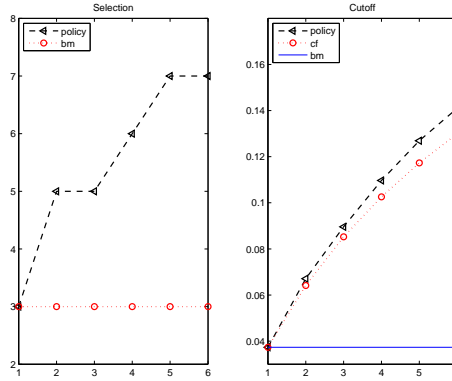 Selection
policy
bm
8
7
6
5
4
3
2
1 2 3 4 5 6
Cutoff
policy
cf
bm
0.16
0.14
0.12
0.1
0.08
0.06
0.04
1 2 3 4 5